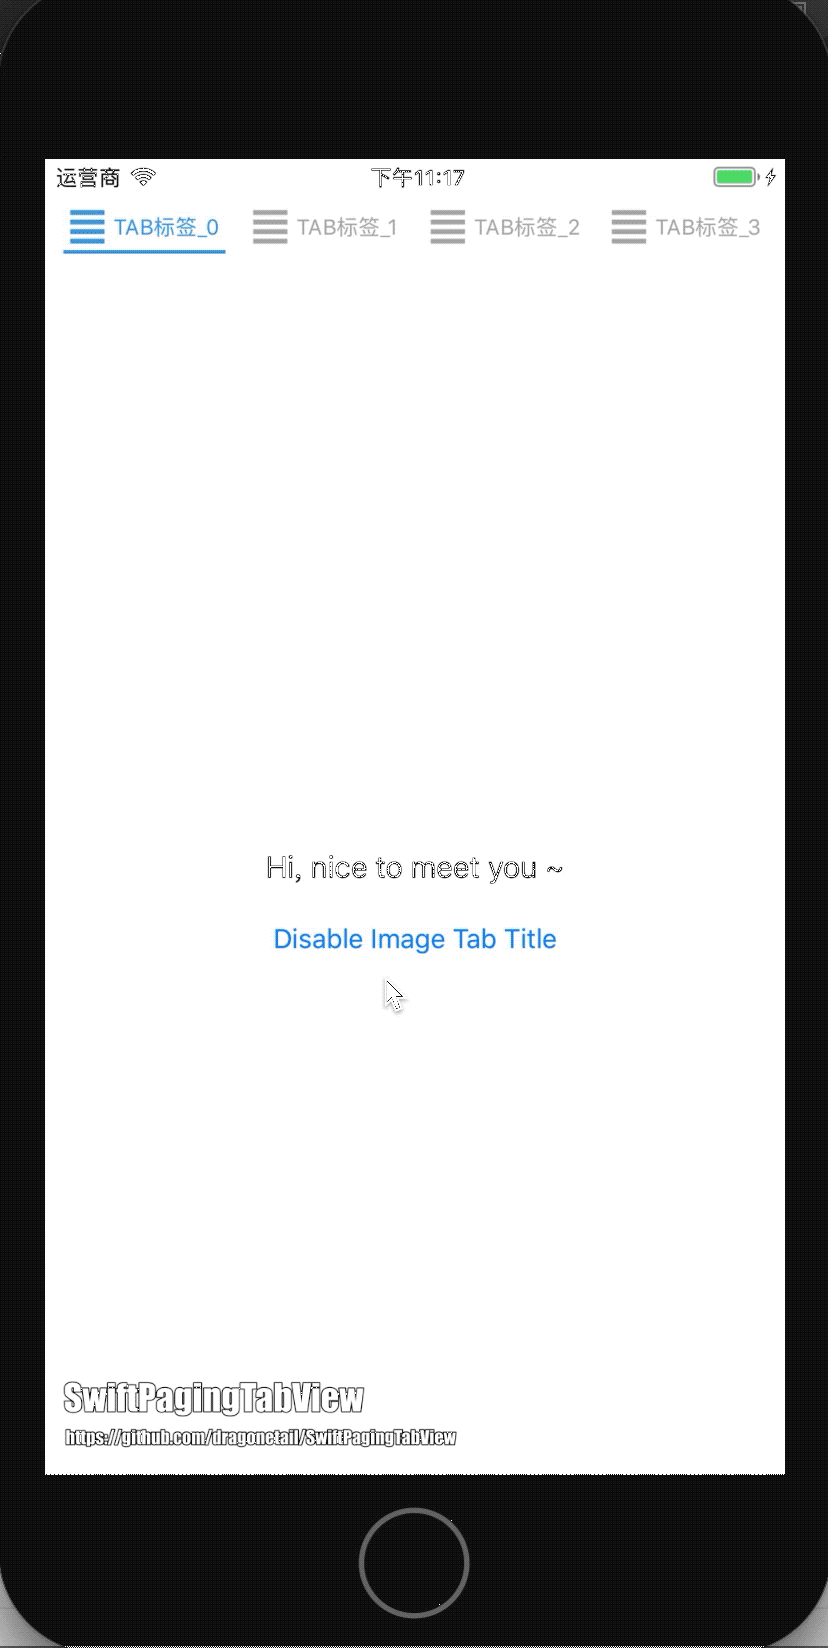 运营商 下午11:17
TAB标签_0 TAB标签_1 TAB标签_2 TAB标签_3
Hi, nice to meet you ~
Disable Image Tab Title
SwiftPagingTabView
https://github.com/dragonetail/SwiftPagingTabView